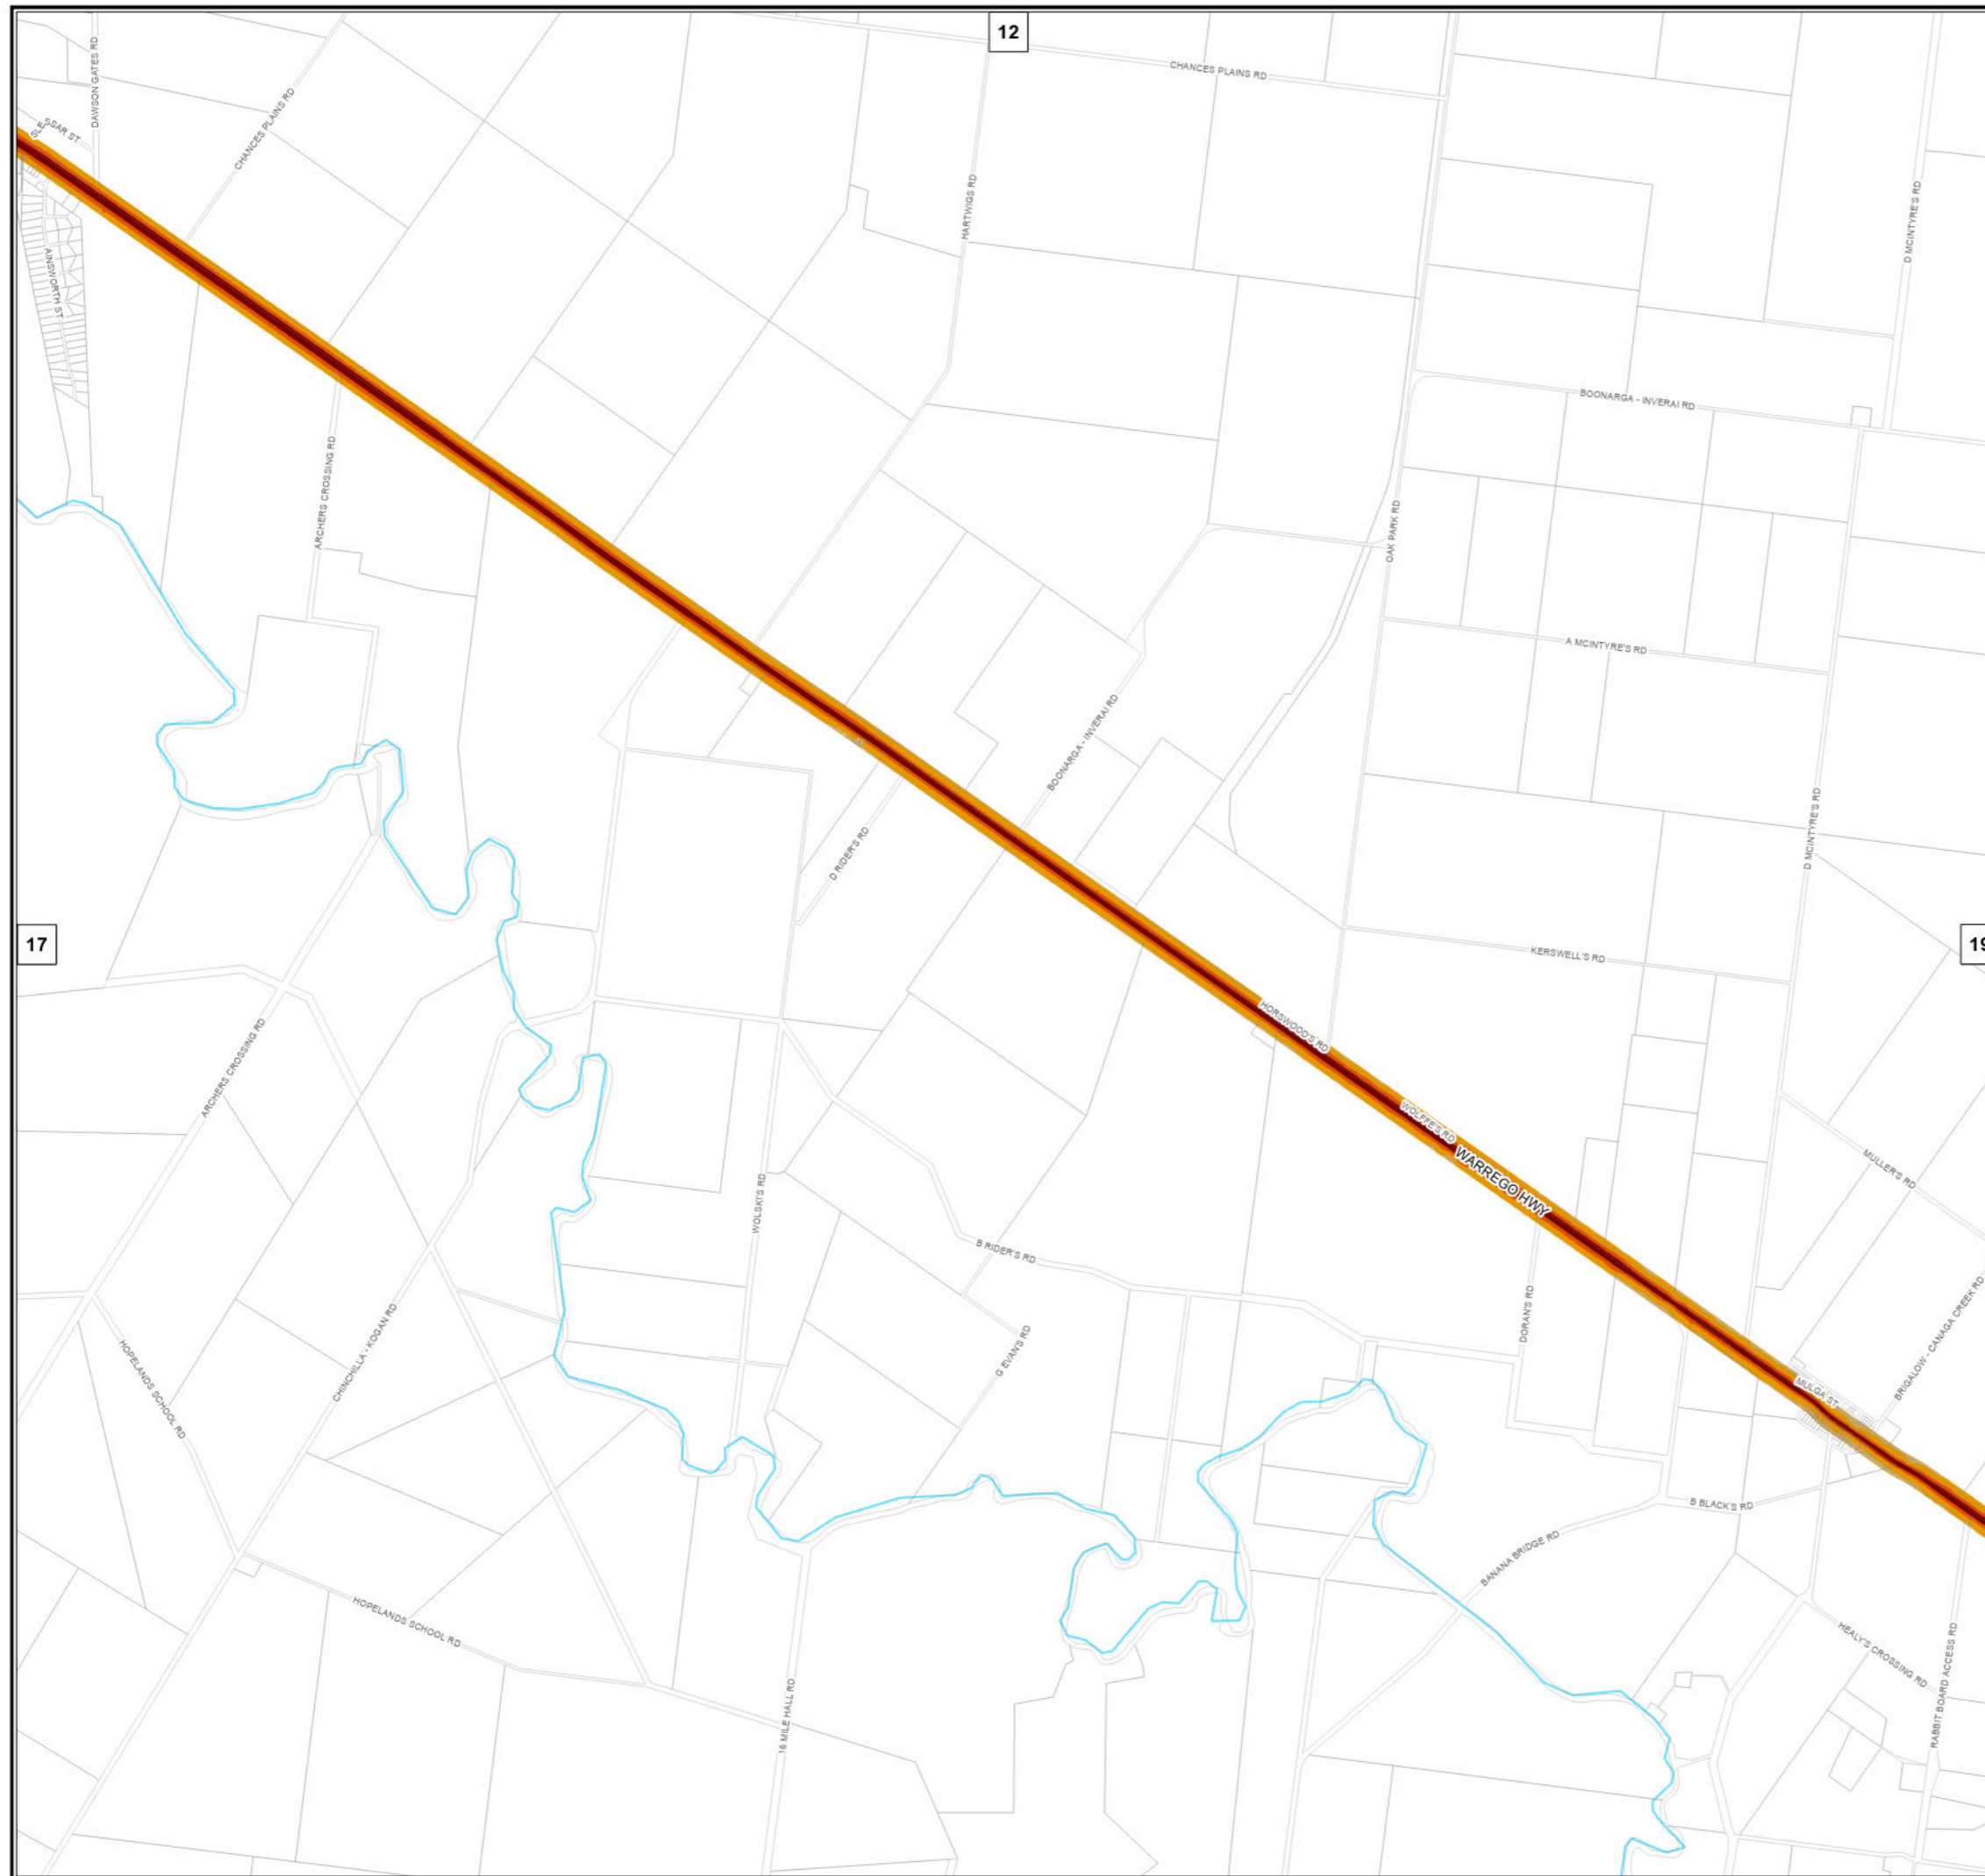 12
CHANCES PLAINS RD
DAWSON GATES RD
SLESSAR ST
CHANCES PLAINS RD
HARTWIGS RD
D MCINTYRE'S RD
AINSWORTH ST
BOONARGA - INVERAI RD
ARCHERS CROSSING RD
OAK PARK RD
A MCINTYRE'S RD
BOONARGA - INVERAI RD
D RIDER'S RD
D MCINTYRE'S RD
17
KERSWELL'S RD
19
HORSWOOD'S RD
ARCHERS CROSSING RD
WOLFFE'S RD
WARREGO HWY
MULLER'S RD
WOLSKI'S RD
B RIDER'S RD
DORAN'S RD
BRIGALOW - CANAGA CREEK RD
CHINCHILLA - KOGAN RD
G EVAN'S RD
HOPELANDS SCHOOL RD
MULGA ST
B BLACK'S RD
BANANA BRIDGE RD
HOPELANDS SCHOOL RD
HEALY'S CROSSING RD
RABBIT BOARD ACCESS RD
16 MILE HALL RD